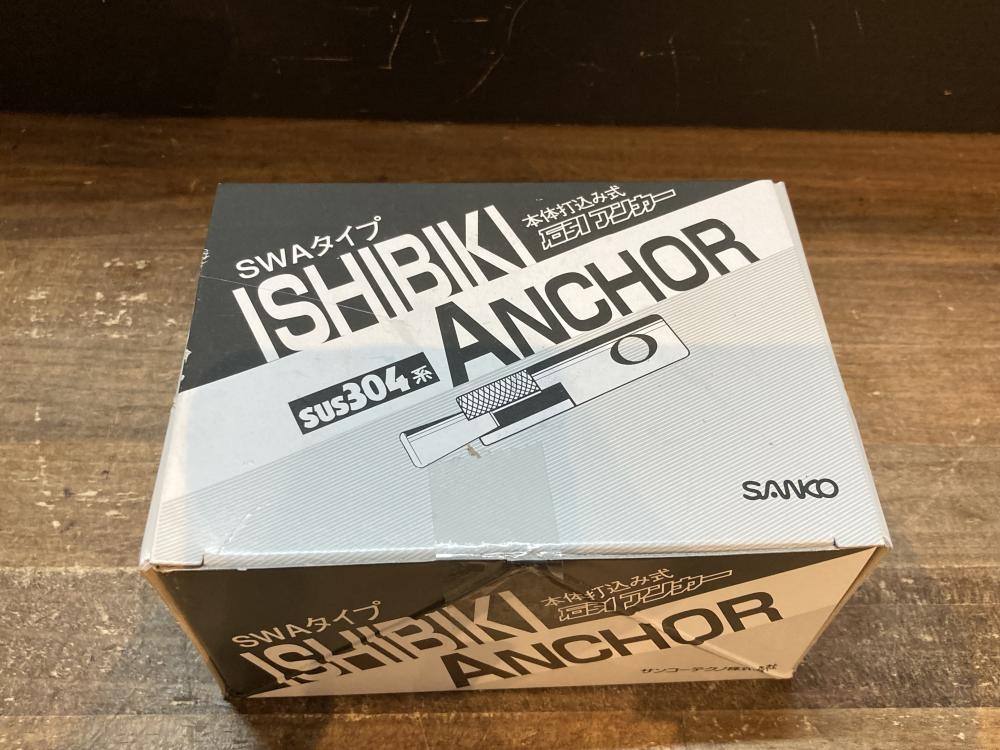 SWAタイプ
ISHIBIKI
本体打込み式
石引アンカー
ANCHOR
SUS304系
SANKO
SWAタイプ
ISHIBIKI
本体打込み式
石引アンカー
ANCHOR
サンコーテクノ株式会社